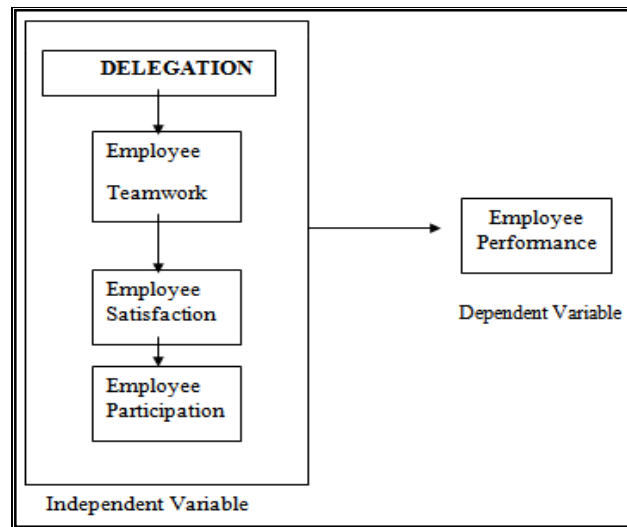 DELEGATION
Employee
Teamwork
Employee
Satisfaction
Employee
Participation
Independent Variable
Employee
Performance
Dependent Variable